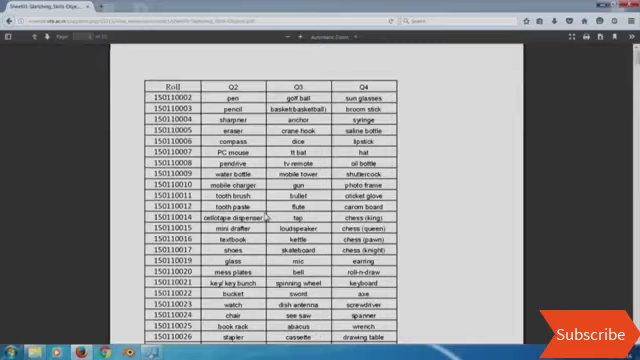 Roll Q2 Q3 Q4
150110002 pen golf ball sun glasses
150110003 pencil basket(basketball) broom stick
150110004 sharpner anchor syringe
150110005 eraser crane hook saline bottle
150110006 compass dice lipstick
150110007 PC mouse tt bat hat
150110008 pendrive tv remote oil bottle
150110009 water bottle mobile tower shuttercock
150110010 mobile charger gun photo frame
150110011 tooth brush bullet cricket glove
150110012 tooth paste flute carom board
150110014 cellotape dispenser tap chess (king)
150110015 mini drafter loudspeaker chess (queen)
150110016 textbook kettle chess (pawn)
150110017 shoes skateboard chess (knight)
150110019 glass mic earring
150110020 mess plates bell roll-n-draw
150110021 key/ key bunch spinning wheel keyboard
150110022 bucket sword axe
150110023 watch dish antenna screwdriver
150110024 chair see saw spanner
150110025 book rack abacus wrench
150110026 stapler cassette drawing table
Subscribe